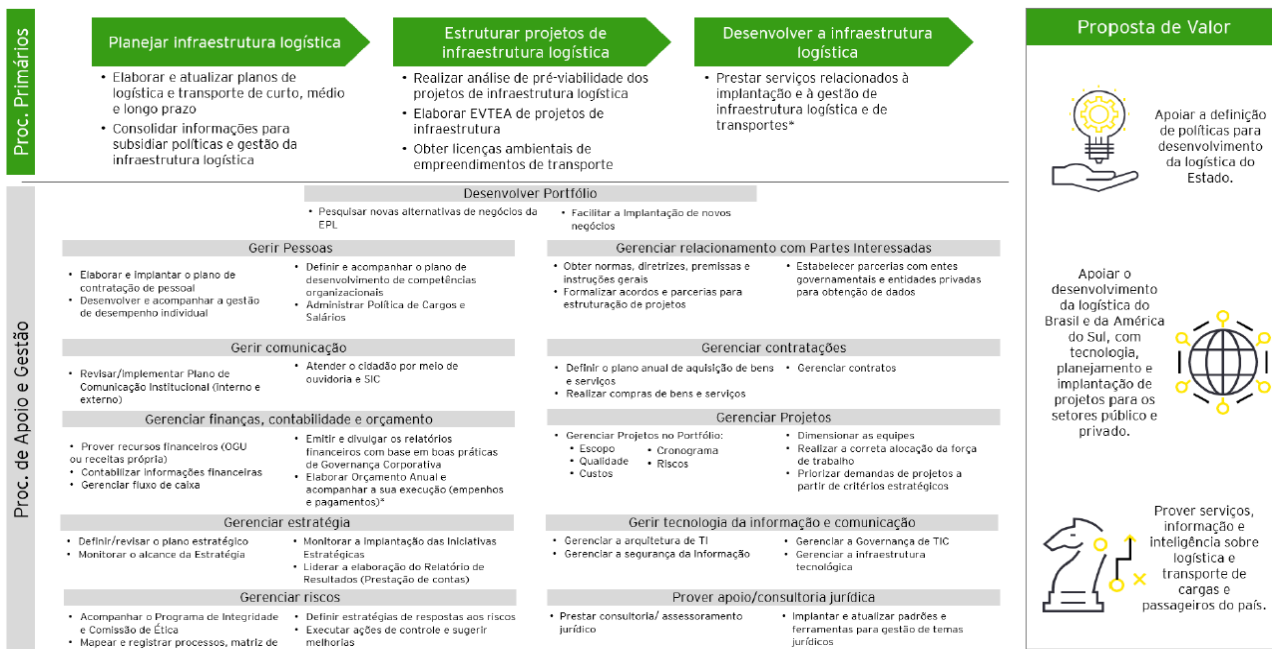 Proc. Primários
Planejar infraestrutura logística
• Elaborar e atualizar planos de
logística e transporte de curto, médio
e longo prazo
• Consolidar informações para
subsidiar políticas e gestão da
infraestrutura logística
Estruturar projetos de
infraestrutura logística
• Realizar análise de pré-viabilidade dos
projetos de infraestrutura logística
• Elaborar EVTEA de projetos de
infraestrutura
• Obter licenças ambientais de
empreendimentos de transporte
Desenvolver a infraestrutura
logística
• Prestar serviços relacionados à
implantação e à gestão de
infraestrutura logística e de
transportes*
Proc. de Apoio e Gestão
Desenvolver Portfólio
• Pesquisar novas alternativas de negócios da
EPL
• Facilitar a Implantação de novos
negócios
Gerir Pessoas
• Elaborar e implantar o plano de
contratação de pessoal
• Desenvolver e acompanhar a gestão
de desempenho individual
• Definir e acompanhar o plano de
desenvolvimento de competências
organizacionais
• Administrar Política de Cargos e
Salários
Gerenciar relacionamento com Partes Interessadas
• Obter normas, diretrizes, premissas e
instruções gerais
• Formalizar acordos e parcerias para
estruturação de projetos
• Estabelecer parcerias com entes
governamentais e entidades privadas
para obtenção de dados
Gerir comunicação
• Revisar/implementar Plano de
Comunicação Institucional (interno e
externo)
• Atender o cidadão por meio de
ouvidoria e SIC
Gerenciar contratações
• Definir o plano anual de aquisição de bens
e serviços
• Realizar compras de bens e serviços
• Gerenciar contratos
Gerenciar finanças, contabilidade e orçamento
• Prover recursos financeiros (OGU
ou receitas própria)
• Contabilizar informações financeiras
• Gerenciar fluxo de caixa
• Emitir e divulgar os relatórios
financeiros com base em boas práticas
de Governança Corporativa
• Elaborar Orçamento Anual e
acompanhar a sua execução (empenhos
e pagamentos)*
Gerenciar Projetos
• Gerenciar Projetos no Portfólio:
• Escopo
• Qualidade
• Custos
• Cronograma
• Riscos
• Dimensionar as equipes
• Realizar a correta alocação da força
de trabalho
• Priorizar demandas de projetos a
partir de critérios estratégicos
Gerenciar estratégia
• Definir/revisar o plano estratégico
• Monitorar o alcance da Estratégia
• Monitorar a Implantação das Iniciativas
Estratégicas
• Liderar a elaboração do Relatório de
Resultados (Prestação de contas)
Gerir tecnologia da informação e comunicação
• Gerenciar a arquitetura de TI
• Gerenciar a segurança da Informação
• Gerenciar a Governança de TIC
• Gerenciar a infraestrutura
tecnológica
Gerenciar riscos
• Acompanhar o Programa de Integridade
e Comissão de Ética
• Mapear e registrar processos, matriz de
• Definir estratégias de respostas aos riscos
• Executar ações de controle e sugerir
melhorias
Prover apoio/consultoria jurídica
• Prestar consultoria/ assessoramento
jurídico
• Implantar e atualizar padrões e
ferramentas para gestão de temas
jurídicos
Proposta de Valor
Apoiar a definição
de políticas para
desenvolvimento
da logística do
Estado.
Apoiar o
desenvolvimento
da logística do
Brasil e da América
do Sul, com
tecnologia,
planejamento e
implantação de
projetos para os
setores público e
privado.
Prover serviços,
informação e
inteligência sobre
logística e
transporte de
cargas e
passageiros do país.